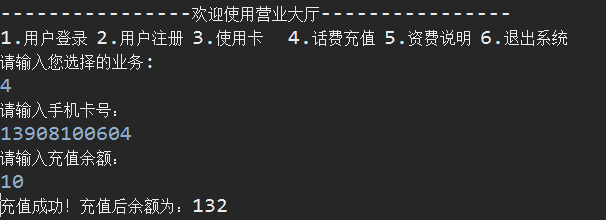 ----------------欢迎使用营业大厅----------------
1.用户登录 2.用户注册 3.使用卡  4.话费充值 5.资费说明 6.退出系统
请输入您选择的业务:
4
请输入手机卡号:
13908100604
请输入充值余额:
10
充值成功! 充值后余额为: 132